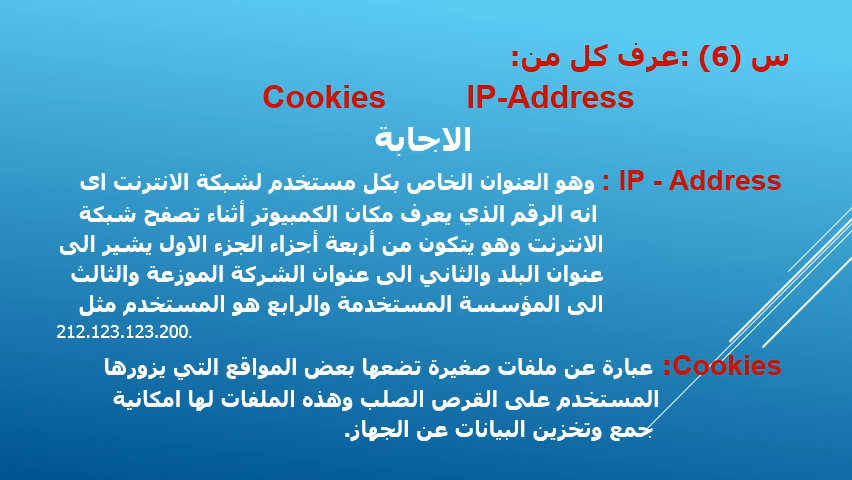 س (6) :عرف كل من:
IP-Address Cookies
الاجابة
IP - Address : وهو العنوان الخاص بكل مستخدم لشبكة الانترنت اى
انه الرقم الذي يعرف مكان الكمبيوتر أثناء تصفح شبكة
الانترنت وهو يتكون من أربعة أجزاء الجزء الاول يشير الى
عنوان البلد والثاني الى عنوان الشركة الموزعة والثالث
الى المؤسسة المستخدمة والرابع هو المستخدم مثل
212.123.123.200.
Cookies: عبارة عن ملفات صغيرة تضعها بعض المواقع التي يزورها
المستخدم على القرص الصلب وهذه الملفات لها امكانية
جمع وتخزين البيانات عن الجهاز.